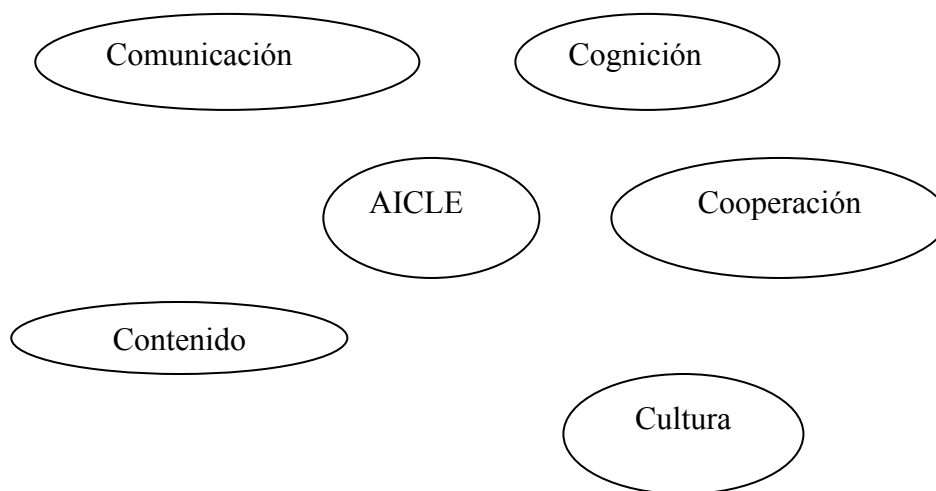 Comunicación
Cognición
AICLE
Cooperación
Contenido
Cultura